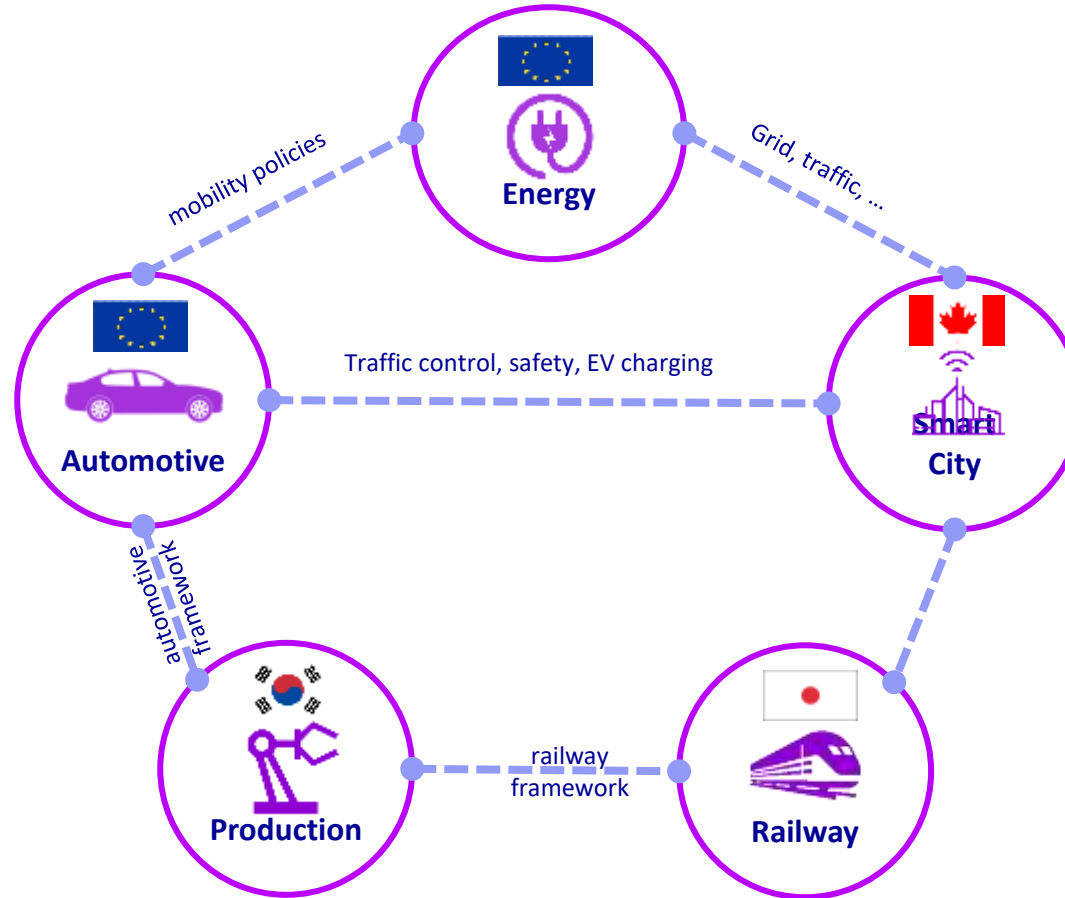 Energy
mobility policies
Grid, traffic, ...
Automotive
Traffic control, safety, EV charging
Smart
City
automotive
framework
Production
railway
framework
Railway